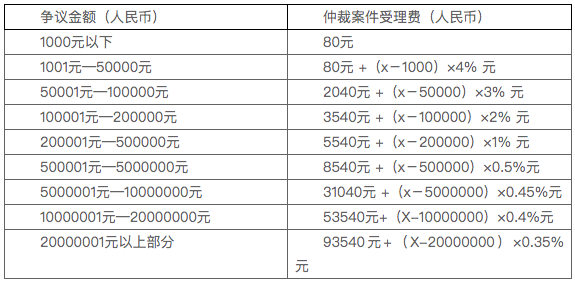 争议金额（人民币） 仲裁案件受理费（人民币）
1000元以下 80元
1001元—50000元 80元 +（x－1000）×4% 元
50001元—100000元 2040元 +（x－50000）×3% 元
100001元—200000元 3540元 +（x－100000）×2% 元
200001元—500000元 5540元 +（x－200000）×1% 元
500001元—5000000元 8540元 +（x－500000）×0.5%元
5000001元—10000000元 31040元 +（x－5000000）×0.45%元
10000001元—20000000元 53540元+（X–10000000）×0.4%元
20000001元以上部分 93540元+（X–20000000）×0.35%
元